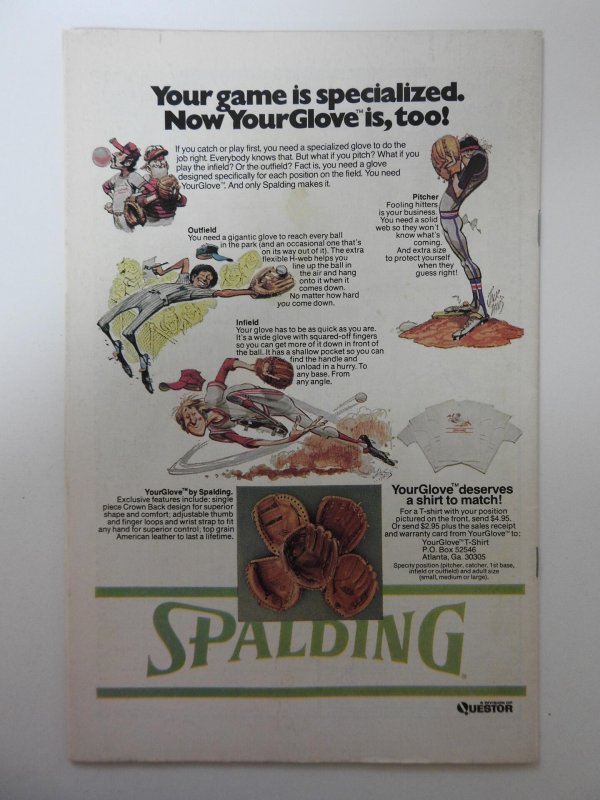 Your game is specialized.
Now YourGlove™ is, too!
If you catch or play first, you need a specialized glove to do the
job right. Everybody knows that. But what if you pitch? What if you
play the infield? Or the outfield? Fact is, you need a glove
designed specifically for each position on the field. You need
YourGlove™. And only Spalding makes it.
Pitcher
Fooling hitters
is your business.
You need a solid
web so they won't
know what's
coming.
And extra size
to protect yourself
when they
guess right!
Outfield
You need a gigantic glove to reach every ball
in the park (and an occasional one that's
on its way out of it). The extra
flexible H-web helps you
line up the ball in
the air and hang
onto it when it
comes down.
No matter how hard
you come down.
Infield
Your glove has to be as quick as you are.
It's a wide glove with squared-off fingers
so you can get more of it down in front of
the ball. It has a shallow pocket so you can
find the handle and
unload in a hurry. To
any base. From
any angle.
YourGlove™ by Spalding.
Exclusive features include: single
piece Crown Back design for superior
shape and comfort; adjustable thumb
and finger loops and wrist strap to fit
any hand for superior control; top grain
American leather to last a lifetime.
YourGlove™ deserves
a shirt to match!
For a T-shirt with your position
pictured on the front, send $4.95.
Or send $2.95 plus the sales receipt
and warranty card from YourGlove™ to:
YourGlove™ T-Shirt
P.O. Box 52546
Atlanta, Ga. 30305
Specify position (pitcher, catcher, 1st base,
infield or outfield) and adult size
(small, medium or large).
SPALDING
A DIVISION OF
QUESTOR